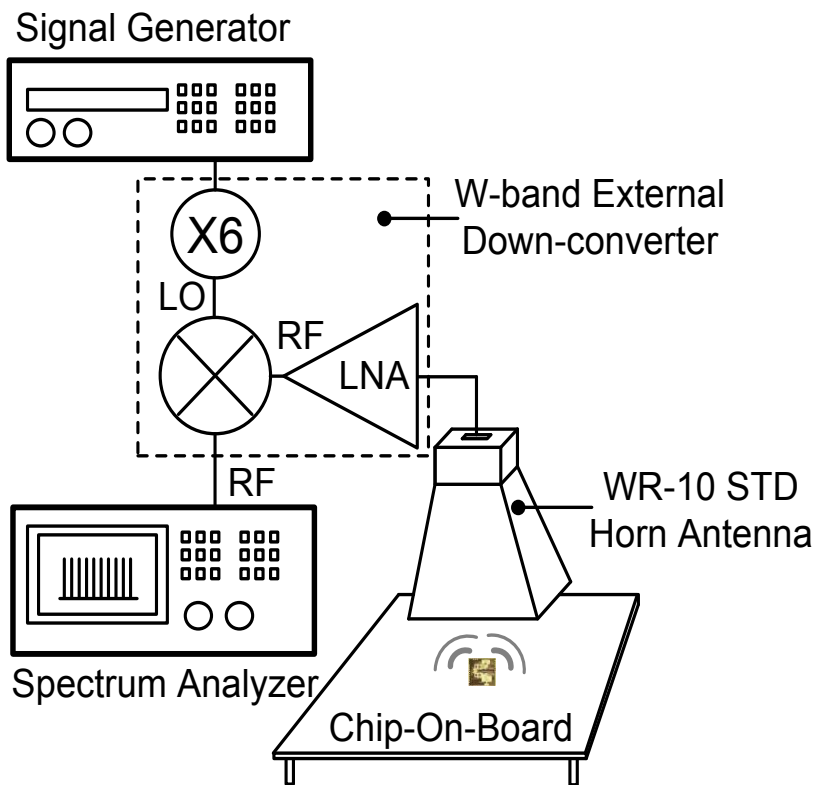 Signal Generator
X6
W-band External
Down-converter
LO
RF
LNA
RF
WR-10 STD
Horn Antenna
Spectrum Analyzer
Chip-On-Board